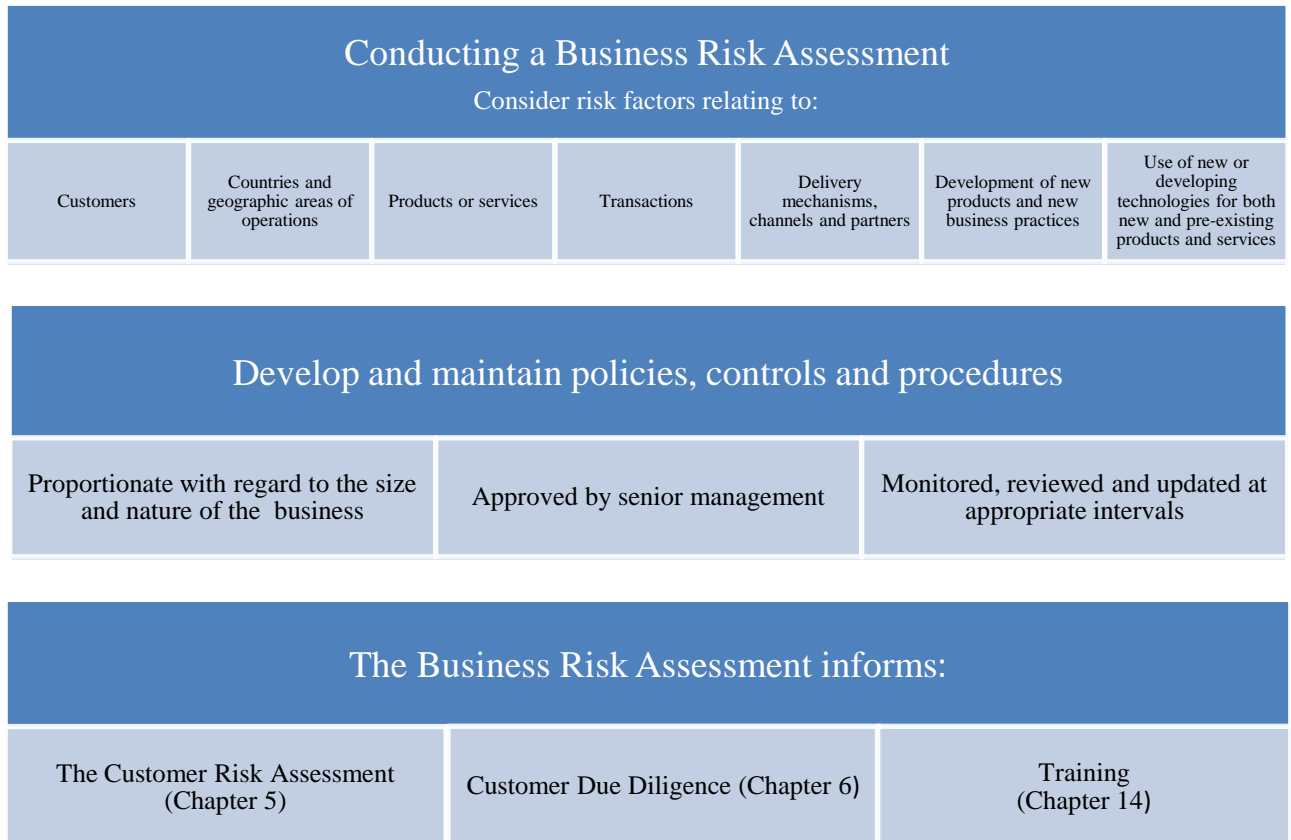 Conducting a Business Risk Assessment
Consider risk factors relating to:
Customers
Countries and
geographic areas of
operations
Products or services
Transactions
Delivery
mechanisms,
channels and partners
Development of new
products and new
business practices
Use of new or
developing
technologies for both
new and pre-existing
products and services
Develop and maintain policies, controls and procedures
Proportionate with regard to the size
and nature of the business
Approved by senior management
Monitored, reviewed and updated at
appropriate intervals
The Business Risk Assessment informs:
The Customer Risk Assessment
(Chapter 5)
Customer Due Diligence (Chapter 6)
Training
(Chapter 14)